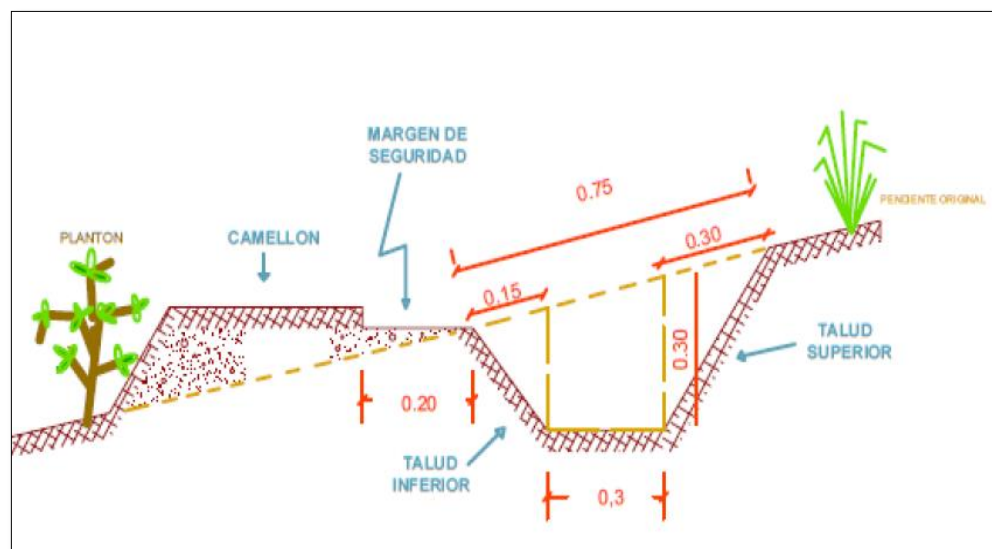 MARGEN DE
SEGURIDAD
0.75
PENDIENTE ORIGINAL
PLANTON
CAMELLON
0.30
0.15
0.30
TALUD
SUPERIOR
0.20
TALUD
INFERIOR
0,3